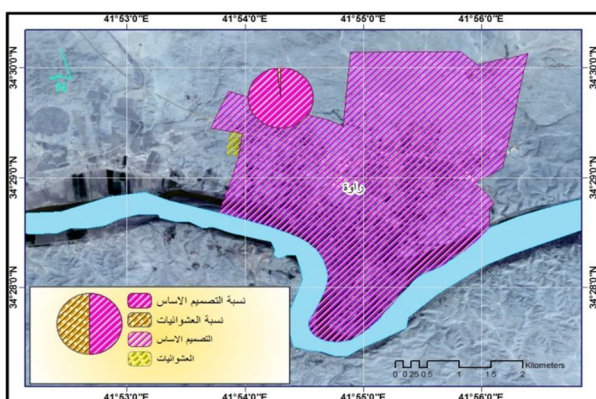 41°53'0"E 41°54'0"E 41°55'0"E 41°56'0"E
34°30'0"N 34°30'0"N
34°29'0"N 34°29'0"N
راوة
34°28'0"N 34°28'0"N
نسبة التصميم الاساس
نسبة العشوائيات
التصميم الاساس
العشوائيات
Kilometers
0 0.25 0.5 1 1.5 2
41°53'0"E 41°54'0"E 41°55'0"E 41°56'0"E